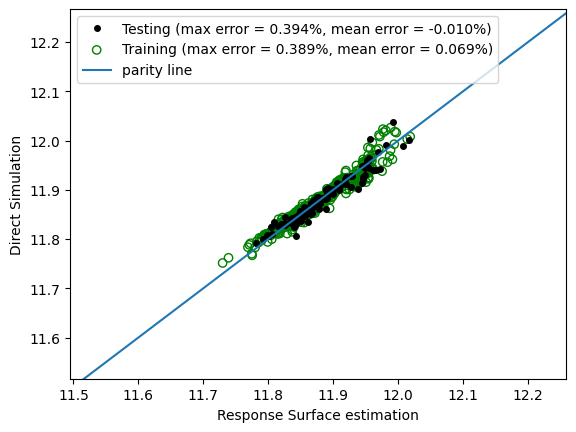 Testing (max error = 0.394%, mean error = -0.010%)
Training (max error = 0.389%, mean error = 0.069%)
parity line
12.2
12.1
12.0
11.9
11.8
11.7
11.6
Direct Simulation
11.5 11.6 11.7 11.8 11.9 12.0 12.1 12.2
Response Surface estimation